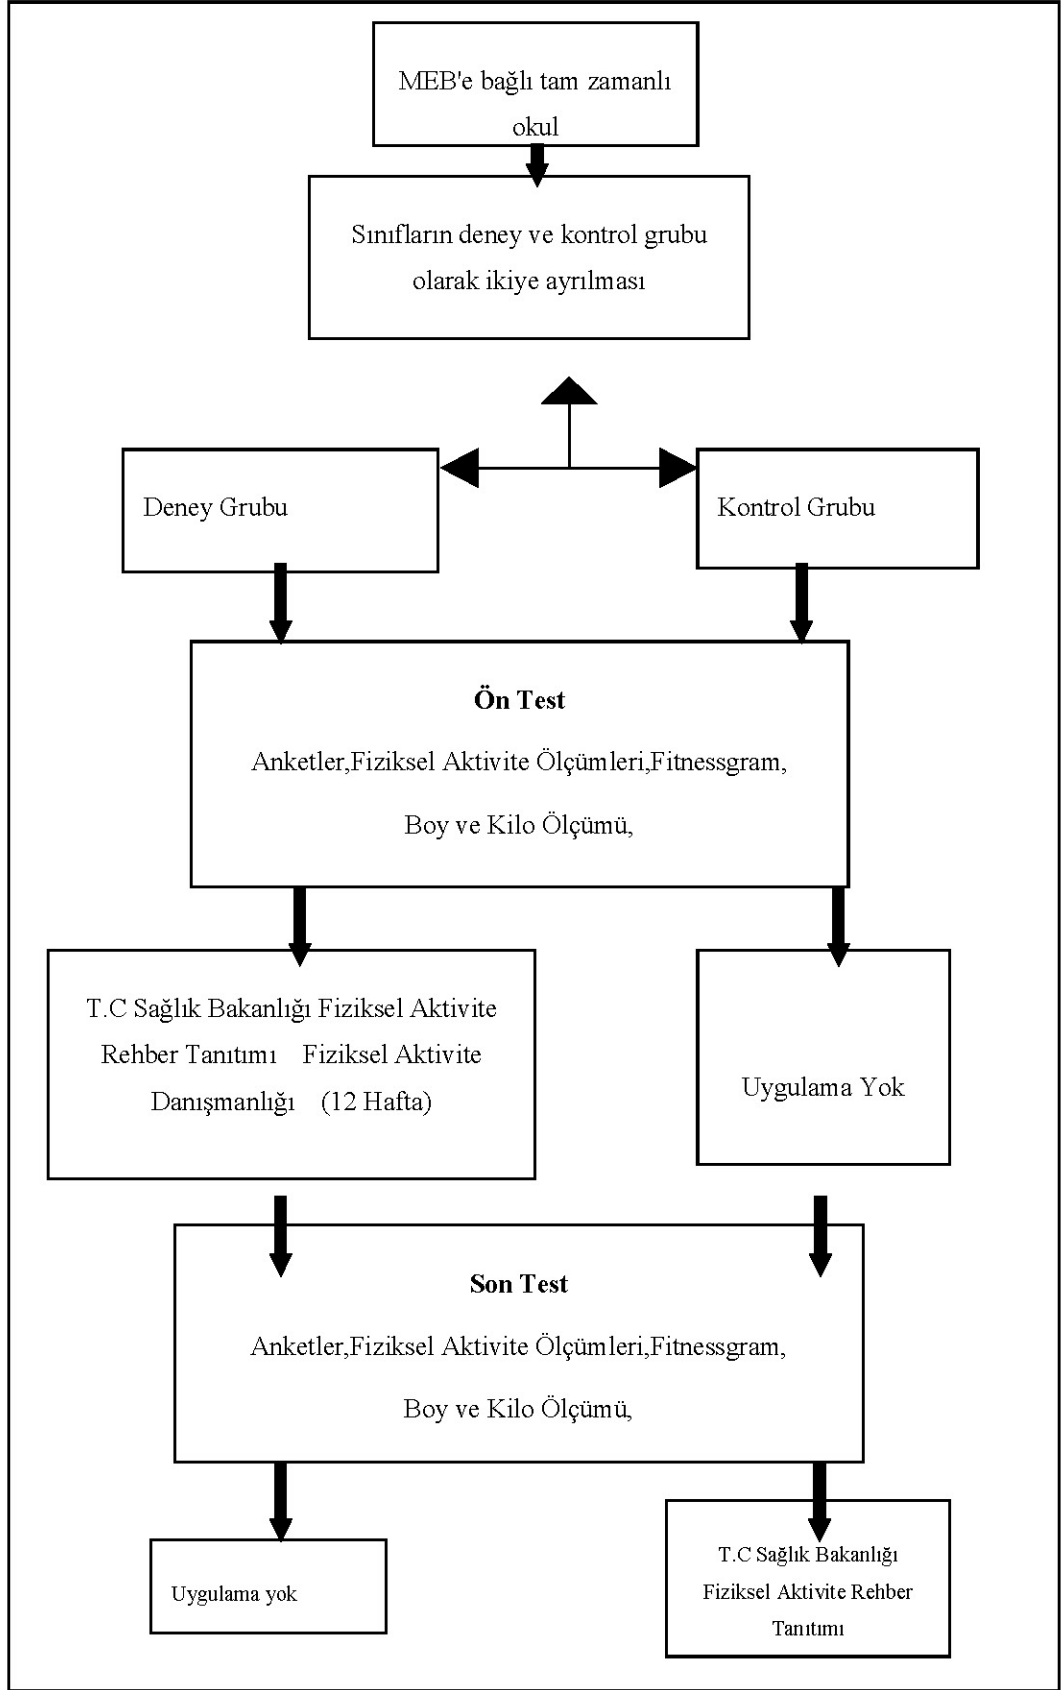 MEB'e bağlı tam zamanlı
okul
Sınıfların deney ve kontrol grubu
olarak ikiye ayrılması
Deney Grubu
Kontrol Grubu
Ön Test
Anketler,Fiziksel Aktivite Ölçümleri,Fitnessgram,
Boy ve Kilo Ölçümü,
T.C Sağlık Bakanlığı Fiziksel Aktivite
Rehber Tanıtımı Fiziksel Aktivite
Danışmanlığı (12 Hafta)
Uygulama Yok
Son Test
Anketler,Fiziksel Aktivite Ölçümleri,Fitnessgram,
Boy ve Kilo Ölçümü,
Uygulama yok
T.C Sağlık Bakanlığı
Fiziksel Aktivite Rehber
Tanıtımı